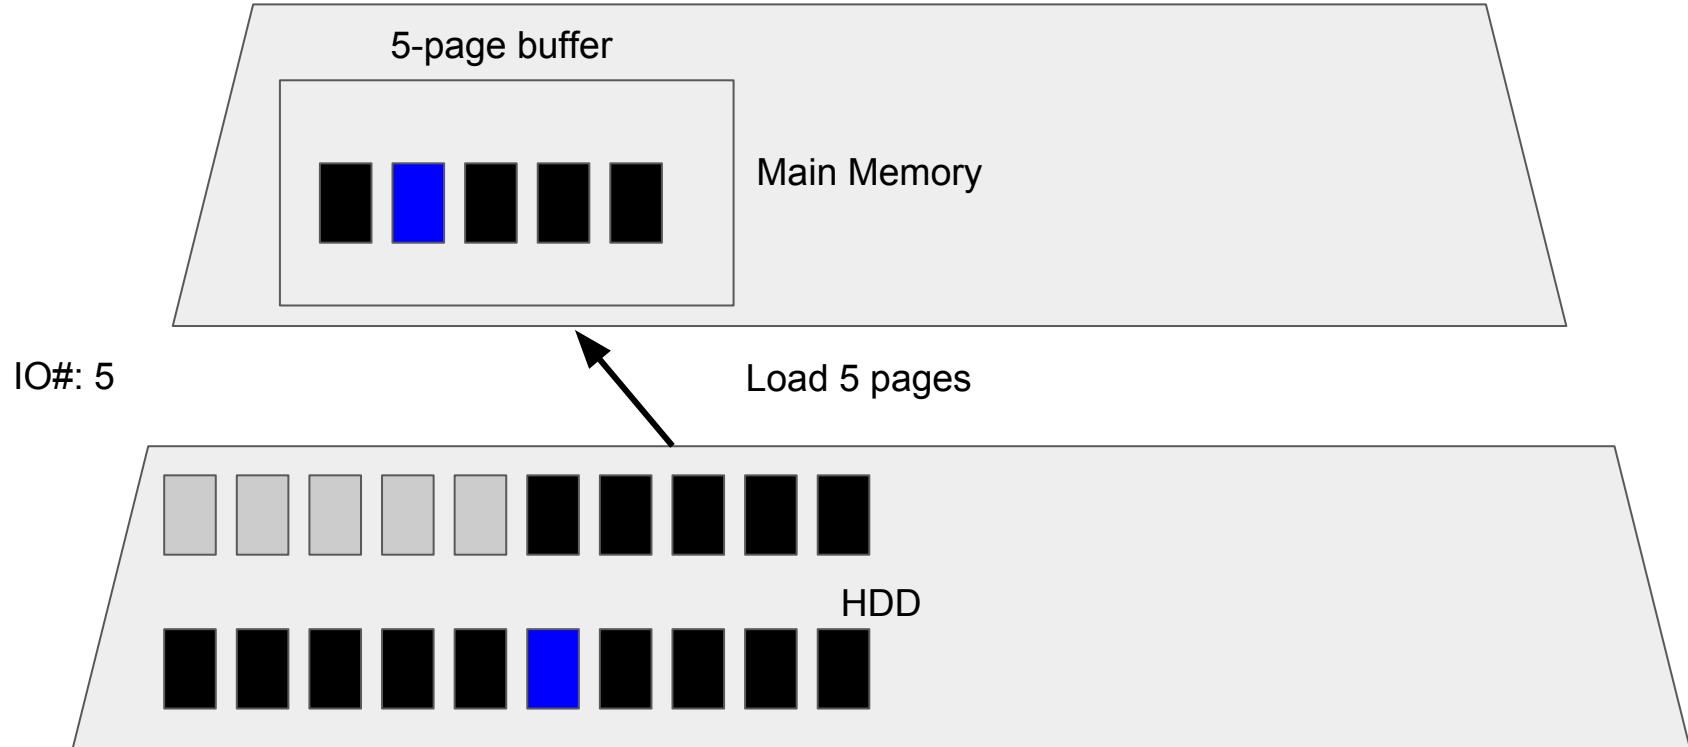 5-page buffer
Main Memory
IO#: 5
Load 5 pages
HDD